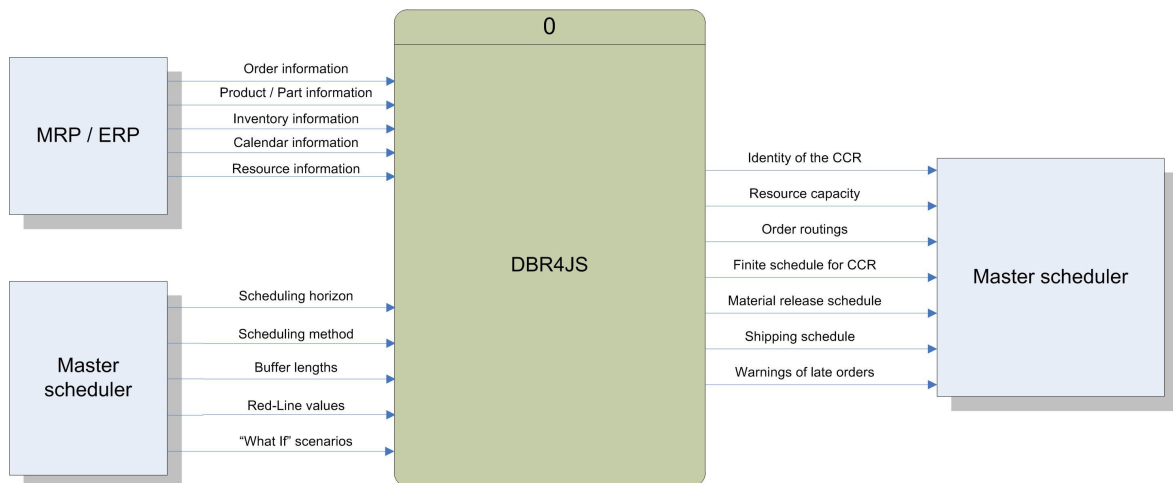 0
MRP / ERP
Order information
Product / Part information
Inventory information
Calendar information
Resource information
DBR4JS
Master
scheduler
Scheduling horizon
Scheduling method
Buffer lengths
Red-Line values
“What If” scenarios
Identity of the CCR
Resource capacity
Order routings
Finite schedule for CCR
Material release schedule
Shipping schedule
Warnings of late orders
Master scheduler